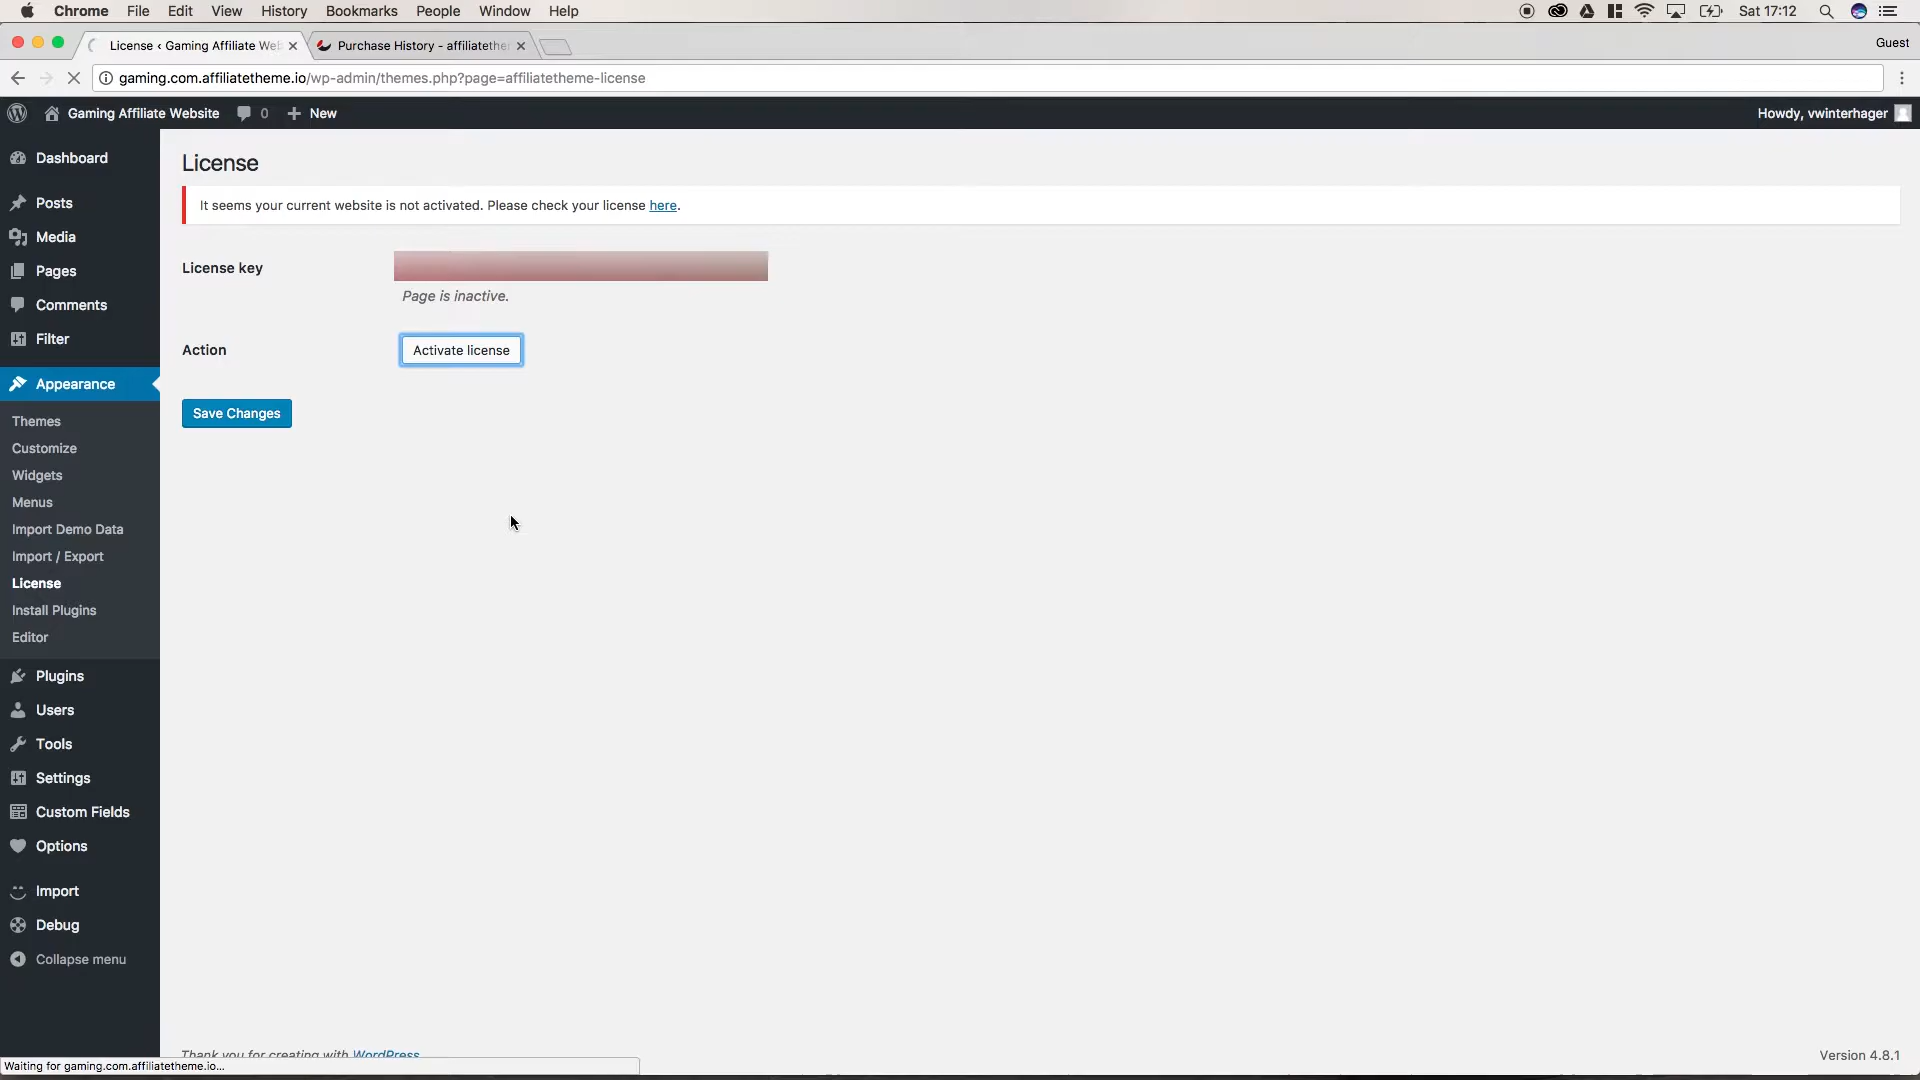 Chrome File Edit View History Bookmarks People Window Help Sat 17:12
License ‹ Gaming Affiliate Web Purchase History - affiliatether Guest
gaming.com.affiliatetheme.io/wp-admin/themes.php?page=affiliatetheme-license
Gaming Affiliate Website 0 New Howdy, vwinterhager
Dashboard
Posts
Media
Pages
Comments
Filter
Appearance
Themes
Customize
Widgets
Menus
Import Demo Data
Import / Export
License
Install Plugins
Editor
Plugins
Users
Tools
Settings
Custom Fields
Options
Import
Debug
Collapse menu
License
It seems your current website is not activated. Please check your license here.
License key
Page is inactive.
Action Activate license
Save Changes
Thank you for creating with WordPress
Version 4.8.1
Waiting for gaming.com.affiliatetheme.io...